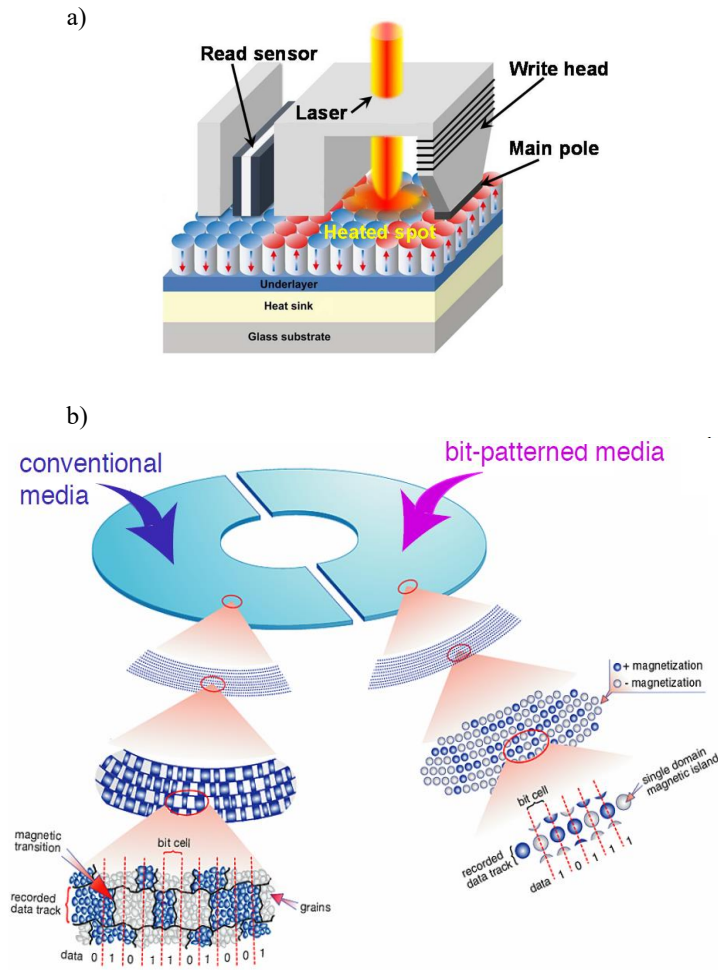 a)
Read sensor
Write head
Laser
Main pole
Heated spot
Underlayer
Heat sink
Glass substrate
b)
conventional
media
bit-patterned media
+ magnetization
- magnetization
single domain
magnetic island
bit cell
recorded
data track
data 1 0 1 1 1
magnetic
transition
bit cell
recorded
data track
grains
data 0 1 0 1 1 0 1 0 0 1